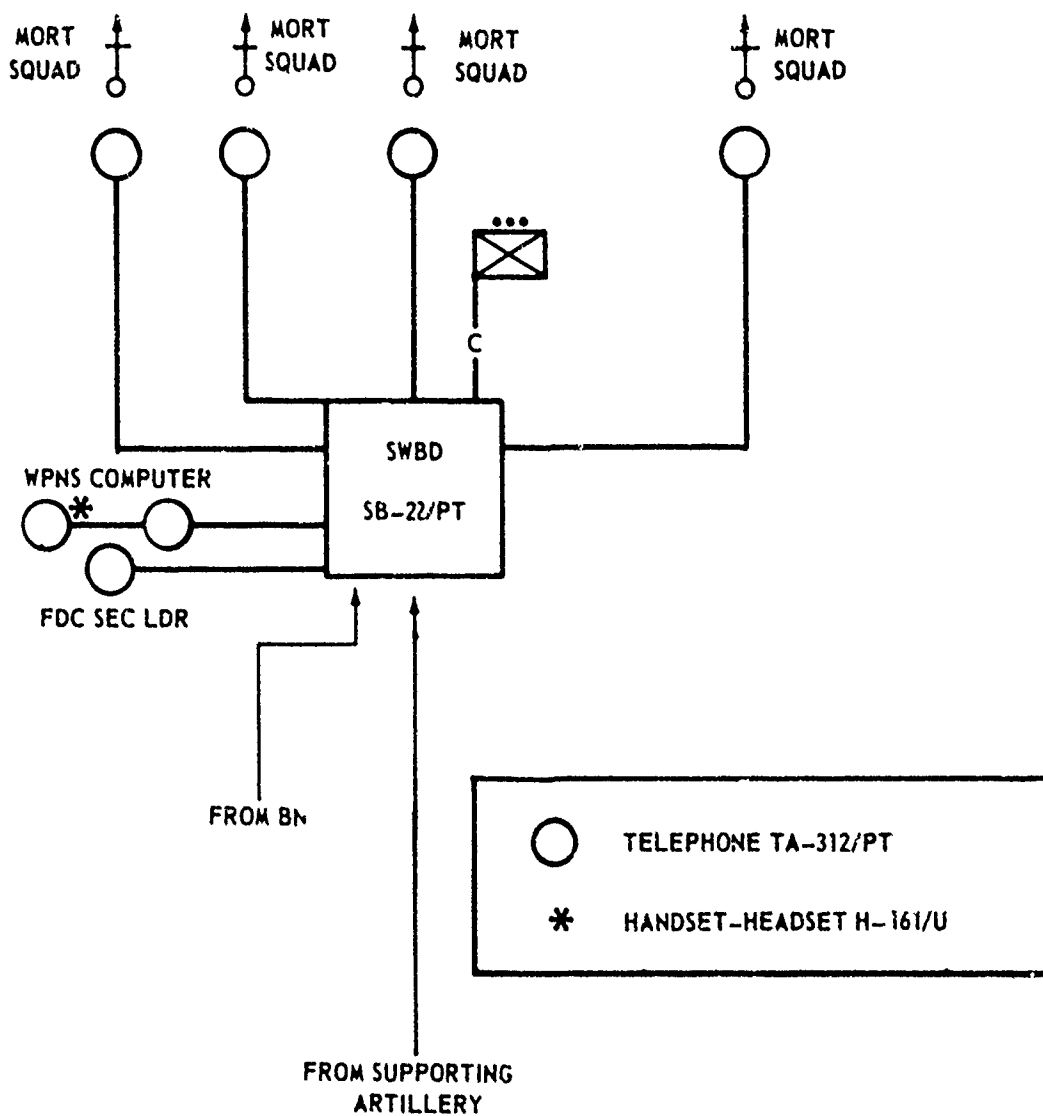 MORT
SQUAD
MORT
SQUAD
MORT
SQUAD
MORT
SQUAD
C
SWBD
SB-22/PT
WPNS COMPUTER
*
FDC SEC LDR
FROM BN
TELEPHONE TA-312/PT
* HANDSET-HEADSET H-161/U
FROM SUPPORTING
ARTILLERY